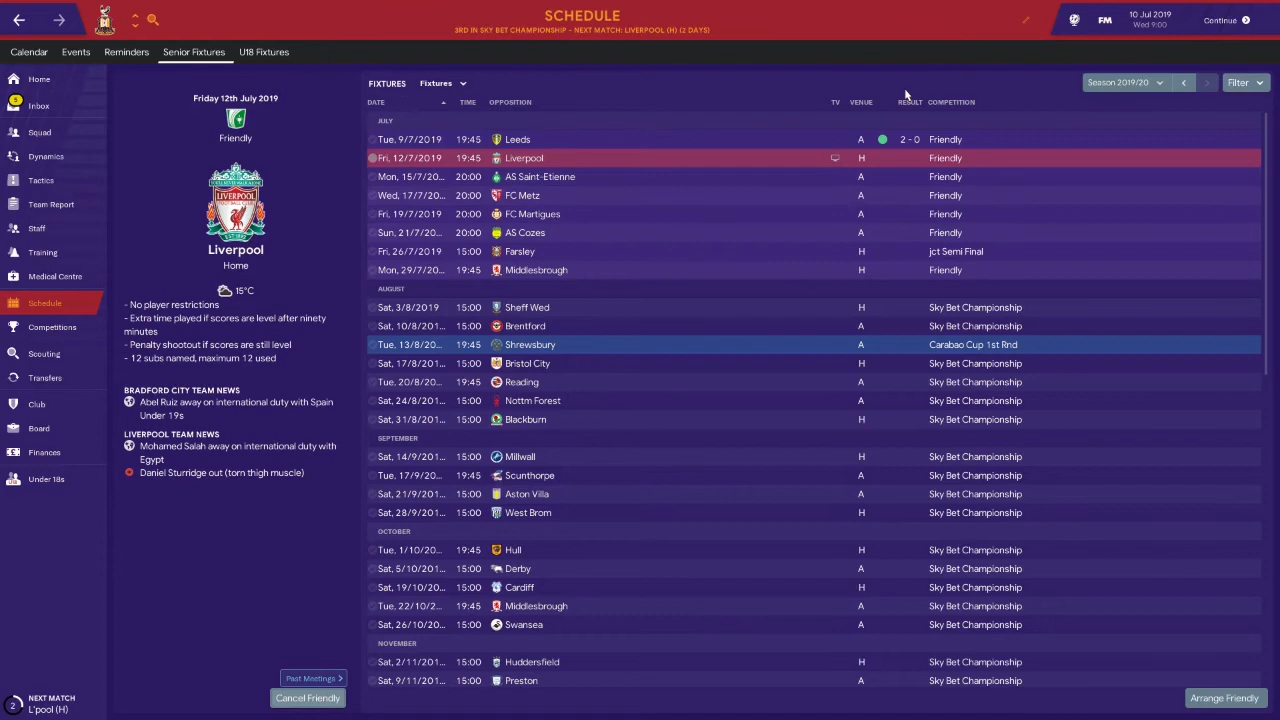 SCHEDULE
3RD IN SKY BET CHAMPIONSHIP - NEXT MATCH: LIVERPOOL (H) (2 DAYS)
FM
10 Jul 2019
Wed 9:00
Continue
Calendar Events Reminders Senior Fixtures U18 Fixtures
Home
5
Inbox
Squad
Dynamics
Tactics
Team Report
Staff
Training
Medical Centre
Schedule
Competitions
Scouting
Transfers
Club
Board
Finances
Under 18s
2 NEXT MATCH
L'pool (H)
Friday 12th July 2019
Friendly
Liverpool
Home
15°C
- No player restrictions
- Extra time played if scores are level after ninety
minutes
- Penalty shootout if scores are still level
- 12 subs named, maximum 12 used
BRADFORD CITY TEAM NEWS
Abel Ruiz away on international duty with Spain
Under 19s
LIVERPOOL TEAM NEWS
Mohamed Salah away on international duty with
Egypt
Daniel Sturridge out (torn thigh muscle)
Past Meetings
Cancel Friendly
FIXTURES Fixtures Season 2019/20 Filter
DATE TIME OPPOSITION TV VENUE RESULT COMPETITION
JULY
Tue, 9/7/2019 19:45 Leeds A 2 - 0 Friendly
Fri, 12/7/2019 19:45 Liverpool H Friendly
Mon, 15/7/20... 20:00 AS Saint-Etienne A Friendly
Wed, 17/7/20... 20:00 FC Metz A Friendly
Fri, 19/7/2019 20:00 FC Martigues A Friendly
Sun, 21/7/20... 20:00 AS Cozes A Friendly
Fri, 26/7/2019 15:00 Farsley H jct Semi Final
Mon, 29/7/20... 19:45 Middlesbrough H Friendly
AUGUST
Sat, 3/8/2019 15:00 Sheff Wed H Sky Bet Championship
Sat, 10/8/201... 15:00 Brentford A Sky Bet Championship
Tue, 13/8/20... 19:45 Shrewsbury A Carabao Cup 1st Rnd
Sat, 17/8/201... 15:00 Bristol City H Sky Bet Championship
Tue, 20/8/20... 19:45 Reading A Sky Bet Championship
Sat, 24/8/201... 15:00 Nottm Forest A Sky Bet Championship
Sat, 31/8/201... 15:00 Blackburn H Sky Bet Championship
SEPTEMBER
Sat, 14/9/201... 15:00 Millwall H Sky Bet Championship
Tue, 17/9/20... 19:45 Scunthorpe A Sky Bet Championship
Sat, 21/9/201... 15:00 Aston Villa A Sky Bet Championship
Sat, 28/9/201... 15:00 West Brom H Sky Bet Championship
OCTOBER
Tue, 1/10/20... 19:45 Hull H Sky Bet Championship
Sat, 5/10/201... 15:00 Derby A Sky Bet Championship
Sat, 19/10/20... 15:00 Cardiff H Sky Bet Championship
Tue, 22/10/2... 19:45 Middlesbrough A Sky Bet Championship
Sat, 26/10/20... 15:00 Swansea A Sky Bet Championship
NOVEMBER
Sat, 2/11/201... 15:00 Huddersfield H Sky Bet Championship
Sat, 9/11/201... 15:00 Preston A Sky Bet Championship
Arrange Friendly